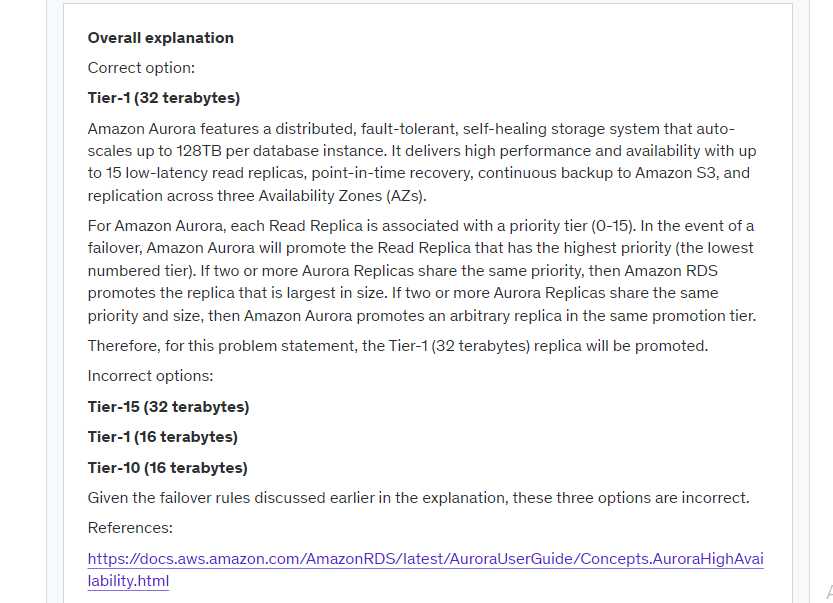 Overall explanation
Correct option:
Tier-1 (32 terabytes)
Amazon Aurora features a distributed, fault-tolerant, self-healing storage system that auto-
scales up to 128TB per database instance. It delivers high performance and availability with up
to 15 low-latency read replicas, point-in-time recovery, continuous backup to Amazon S3, and
replication across three Availability Zones (AZs).
For Amazon Aurora, each Read Replica is associated with a priority tier (0-15). In the event of a
failover, Amazon Aurora will promote the Read Replica that has the highest priority (the lowest
numbered tier). If two or more Aurora Replicas share the same priority, then Amazon RDS
promotes the replica that is largest in size. If two or more Aurora Replicas share the same
priority and size, then Amazon Aurora promotes an arbitrary replica in the same promotion tier.
Therefore, for this problem statement, the Tier-1 (32 terabytes) replica will be promoted.
Incorrect options:
Tier-15 (32 terabytes)
Tier-1 (16 terabytes)
Tier-10 (16 terabytes)
Given the failover rules discussed earlier in the explanation, these three options are incorrect.
References:
https://docs.aws.amazon.com/AmazonRDS/latest/AuroraUserGuide/Concepts.AuroraHighAvai
lability.html